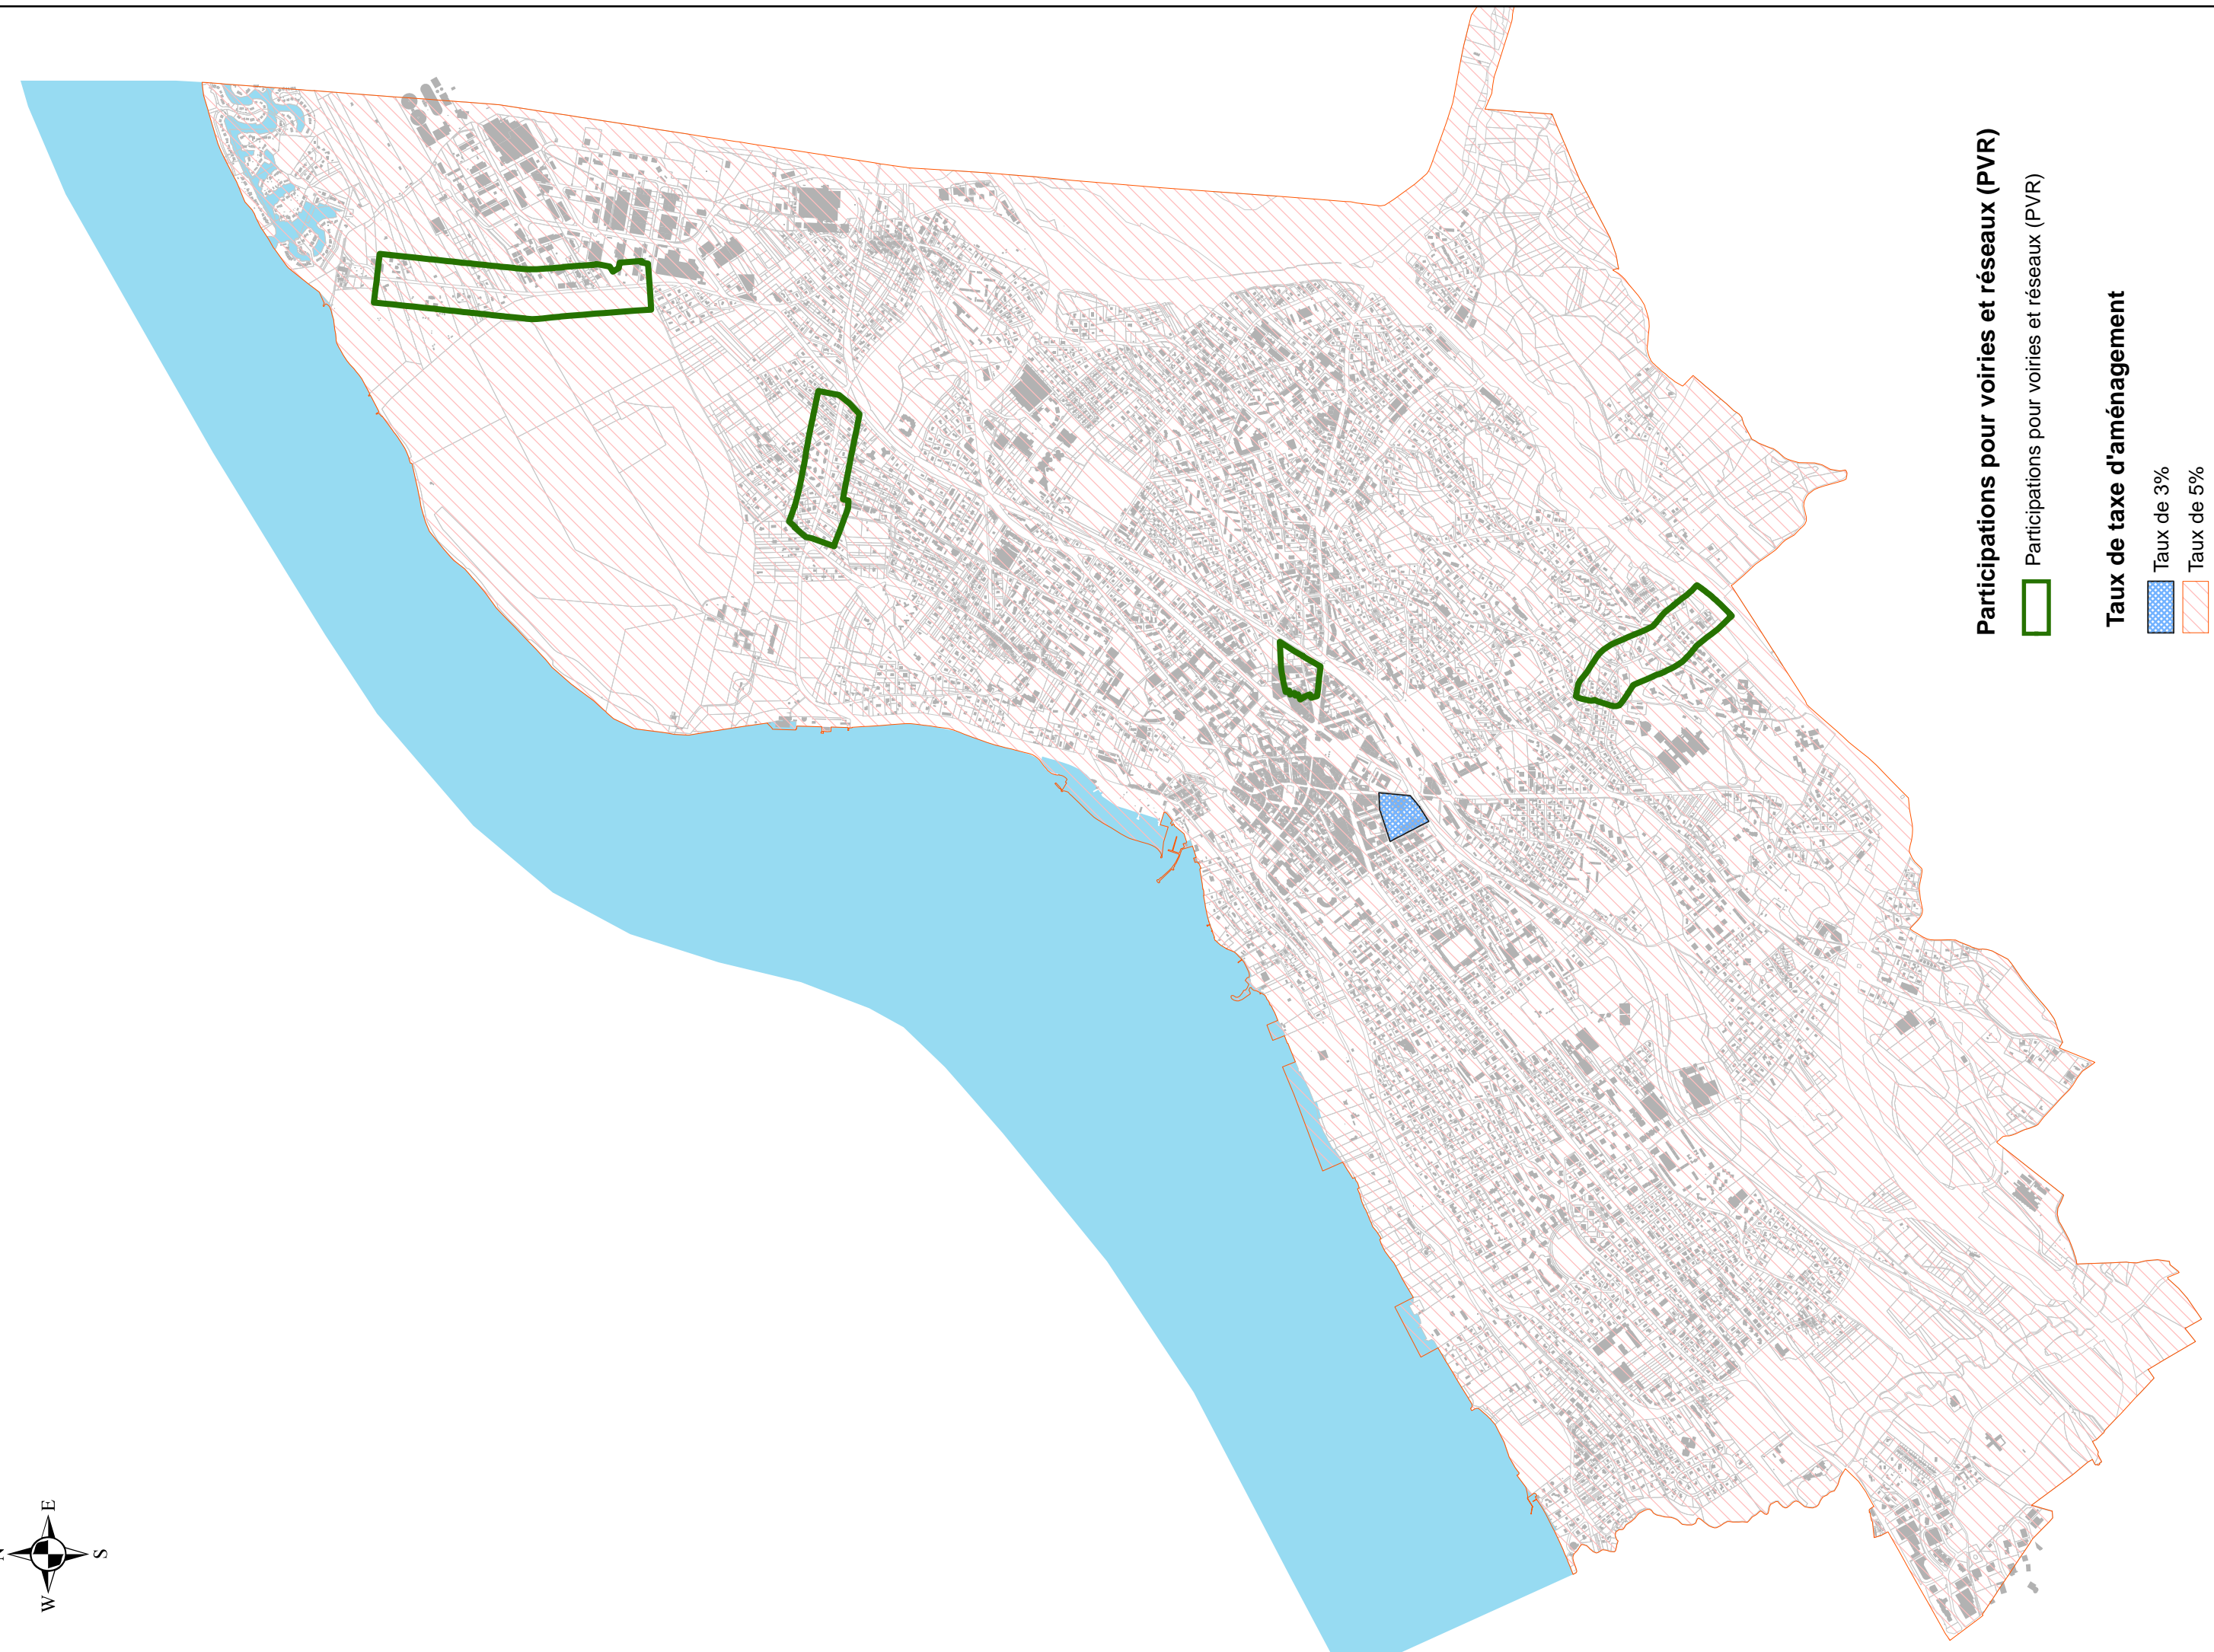 N
W
E
S
Participations pour voiries et réseaux (PVR)
Participations pour voiries et réseaux (PVR)
Taux de taxe d'aménagement
Taux de 3%
Taux de 5%